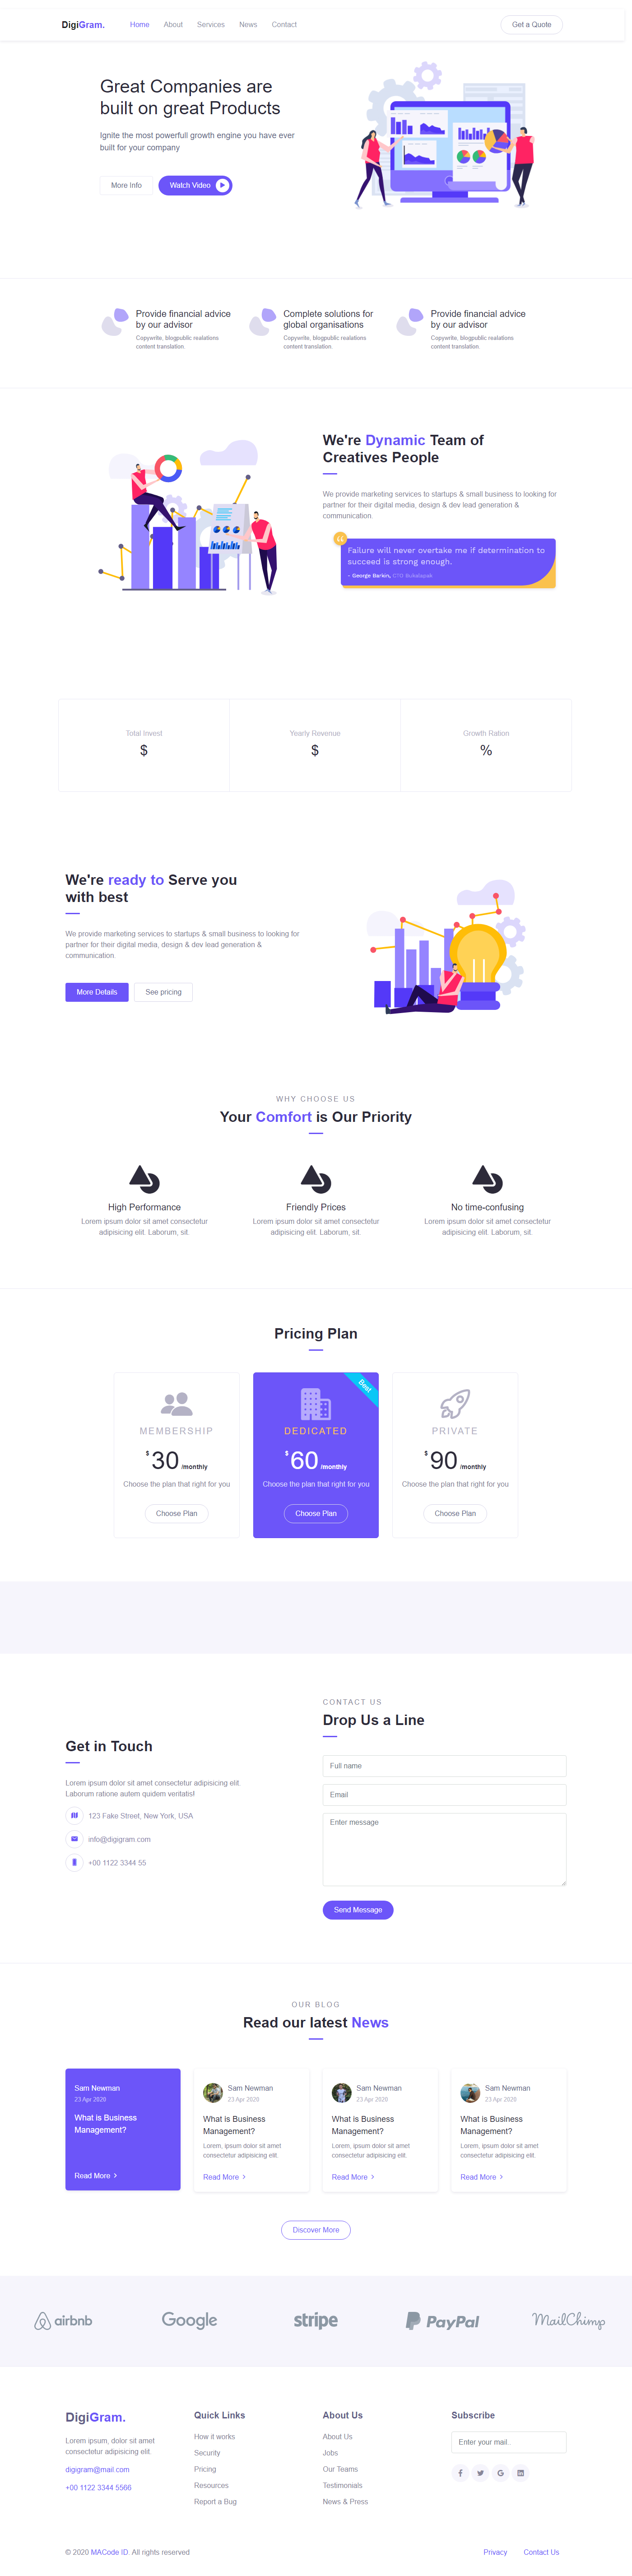 DigiGram.
Home
About
Services
News
Contact
Get a Quote
Great Companies are
built on great Products
Ignite the most powerfull growth engine you have ever
built for your company
More Info
Watch Video
Provide financial advice
by our advisor
Copywrite, blogpublic realations
content translation.
Complete solutions for
global organisations
Copywrite, blogpublic realations
content translation.
Provide financial advice
by our advisor
Copywrite, blogpublic realations
content translation.
We're Dynamic Team of
Creatives People
We provide marketing services to startups & small business to looking for
partner for their digital media, design & dev lead generation &
communication.
Failure will never overtake me if determination to
succeed is strong enough.
- George Barkin, CTO Bukalapak
Total Invest
$
Yearly Revenue
$
Growth Ration
%
We're ready to Serve you
with best
We provide marketing services to startups & small business to looking for
partner for their digital media, design & dev lead generation &
communication.
More Details
See pricing
WHY CHOOSE US
Your Comfort is Our Priority
High Performance
Lorem ipsum dolor sit amet consectetur
adipisicing elit. Laborum, sit.
Friendly Prices
Lorem ipsum dolor sit amet consectetur
adipisicing elit. Laborum, sit.
No time-confusing
Lorem ipsum dolor sit amet consectetur
adipisicing elit. Laborum, sit.
Pricing Plan
MEMBERSHIP
$30 /monthly
Choose the plan that right for you
Choose Plan
Best
DEDICATED
$60 /monthly
Choose the plan that right for you
Choose Plan
PRIVATE
$90 /monthly
Choose the plan that right for you
Choose Plan
Get in Touch
Lorem ipsum dolor sit amet consectetur adipisicing elit.
Laborum ratione autem quidem veritatis!
123 Fake Street, New York, USA
info@digigram.com
+00 1122 3344 55
CONTACT US
Drop Us a Line
Full name
Email
Enter message
Send Message
OUR BLOG
Read our latest News
Sam Newman
23 Apr 2020
What is Business
Management?
Read More
Sam Newman
23 Apr 2020
What is Business
Management?
Lorem, ipsum dolor sit amet
consectetur adipisicing elit.
Read More
Sam Newman
23 Apr 2020
What is Business
Management?
Lorem, ipsum dolor sit amet
consectetur adipisicing elit.
Read More
Sam Newman
23 Apr 2020
What is Business
Management?
Lorem, ipsum dolor sit amet
consectetur adipisicing elit.
Read More
Discover More
airbnb
Google
stripe
PayPal
MailChimp
DigiGram.
Lorem ipsum, dolor sit amet
consectetur adipisicing elit.
digigram@mail.com
+00 1122 3344 5566
Quick Links
How it works
Security
Pricing
Resources
Report a Bug
About Us
About Us
Jobs
Our Teams
Testimonials
News & Press
Subscribe
Enter your mail..
© 2020 MACode ID. All rights reserved
Privacy
Contact Us